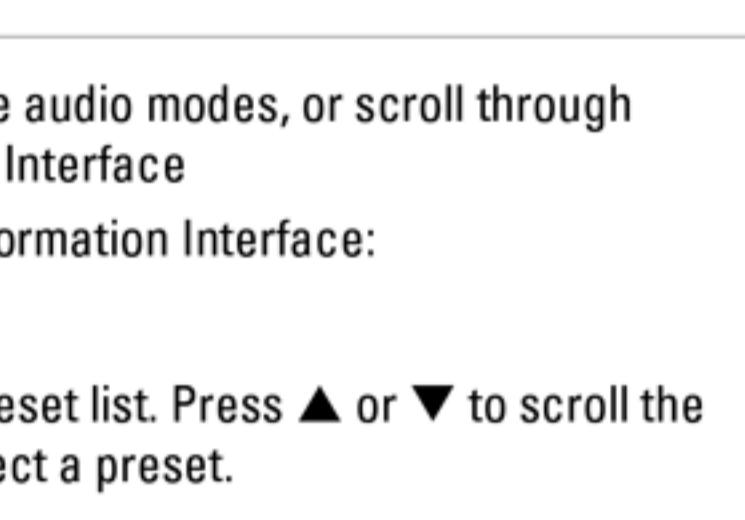 e audio modes, or scroll through
Interface
ormation Interface:
eset list. Press ▲ or ▼ to scroll the
ect a preset.